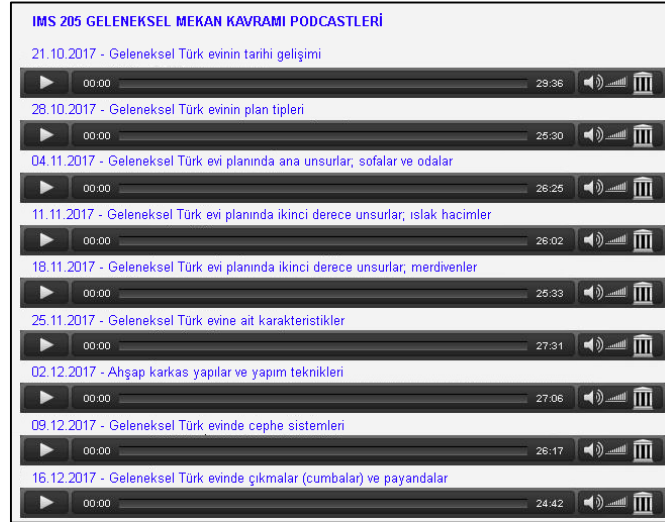 IMS 205 GELENEKSEL MEKAN KAVRAMI PODCASTLERİ
21.10.2017 - Geleneksel Türk evinin tarihi gelişimi
00:00 29:36
28.10.2017 - Geleneksel Türk evinin plan tipleri
00:00 25:30
04.11.2017 - Geleneksel Türk evi planında ana unsurlar; sofalar ve odalar
00:00 26:25
11.11.2017 - Geleneksel Türk evi planında ikinci derece unsurlar; ıslak hacimler
00:00 26:02
18.11.2017 - Geleneksel Türk evi planında ikinci derece unsurlar; merdivenler
00:00 25:33
25.11.2017 - Geleneksel Türk evine ait karakteristikler
00:00 27:31
02.12.2017 - Ahşap karkas yapılar ve yapım teknikleri
00:00 27:06
09.12.2017 - Geleneksel Türk evinde cephe sistemleri
00:00 26:17
16.12.2017 - Geleneksel Türk evinde çıkmalar (cumbalar) ve payandalar
00:00 24:42